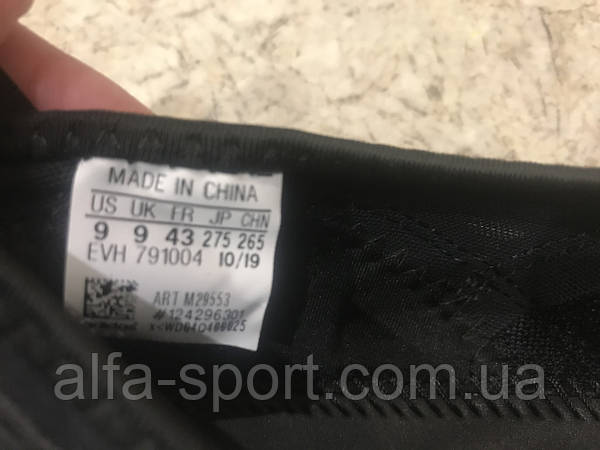 MADE IN CHINA
US UK FR JP CHN
9 9 43 275 265
EVH 791004 10/19
ART M29553
#124296301
alfa-sport.com.ua